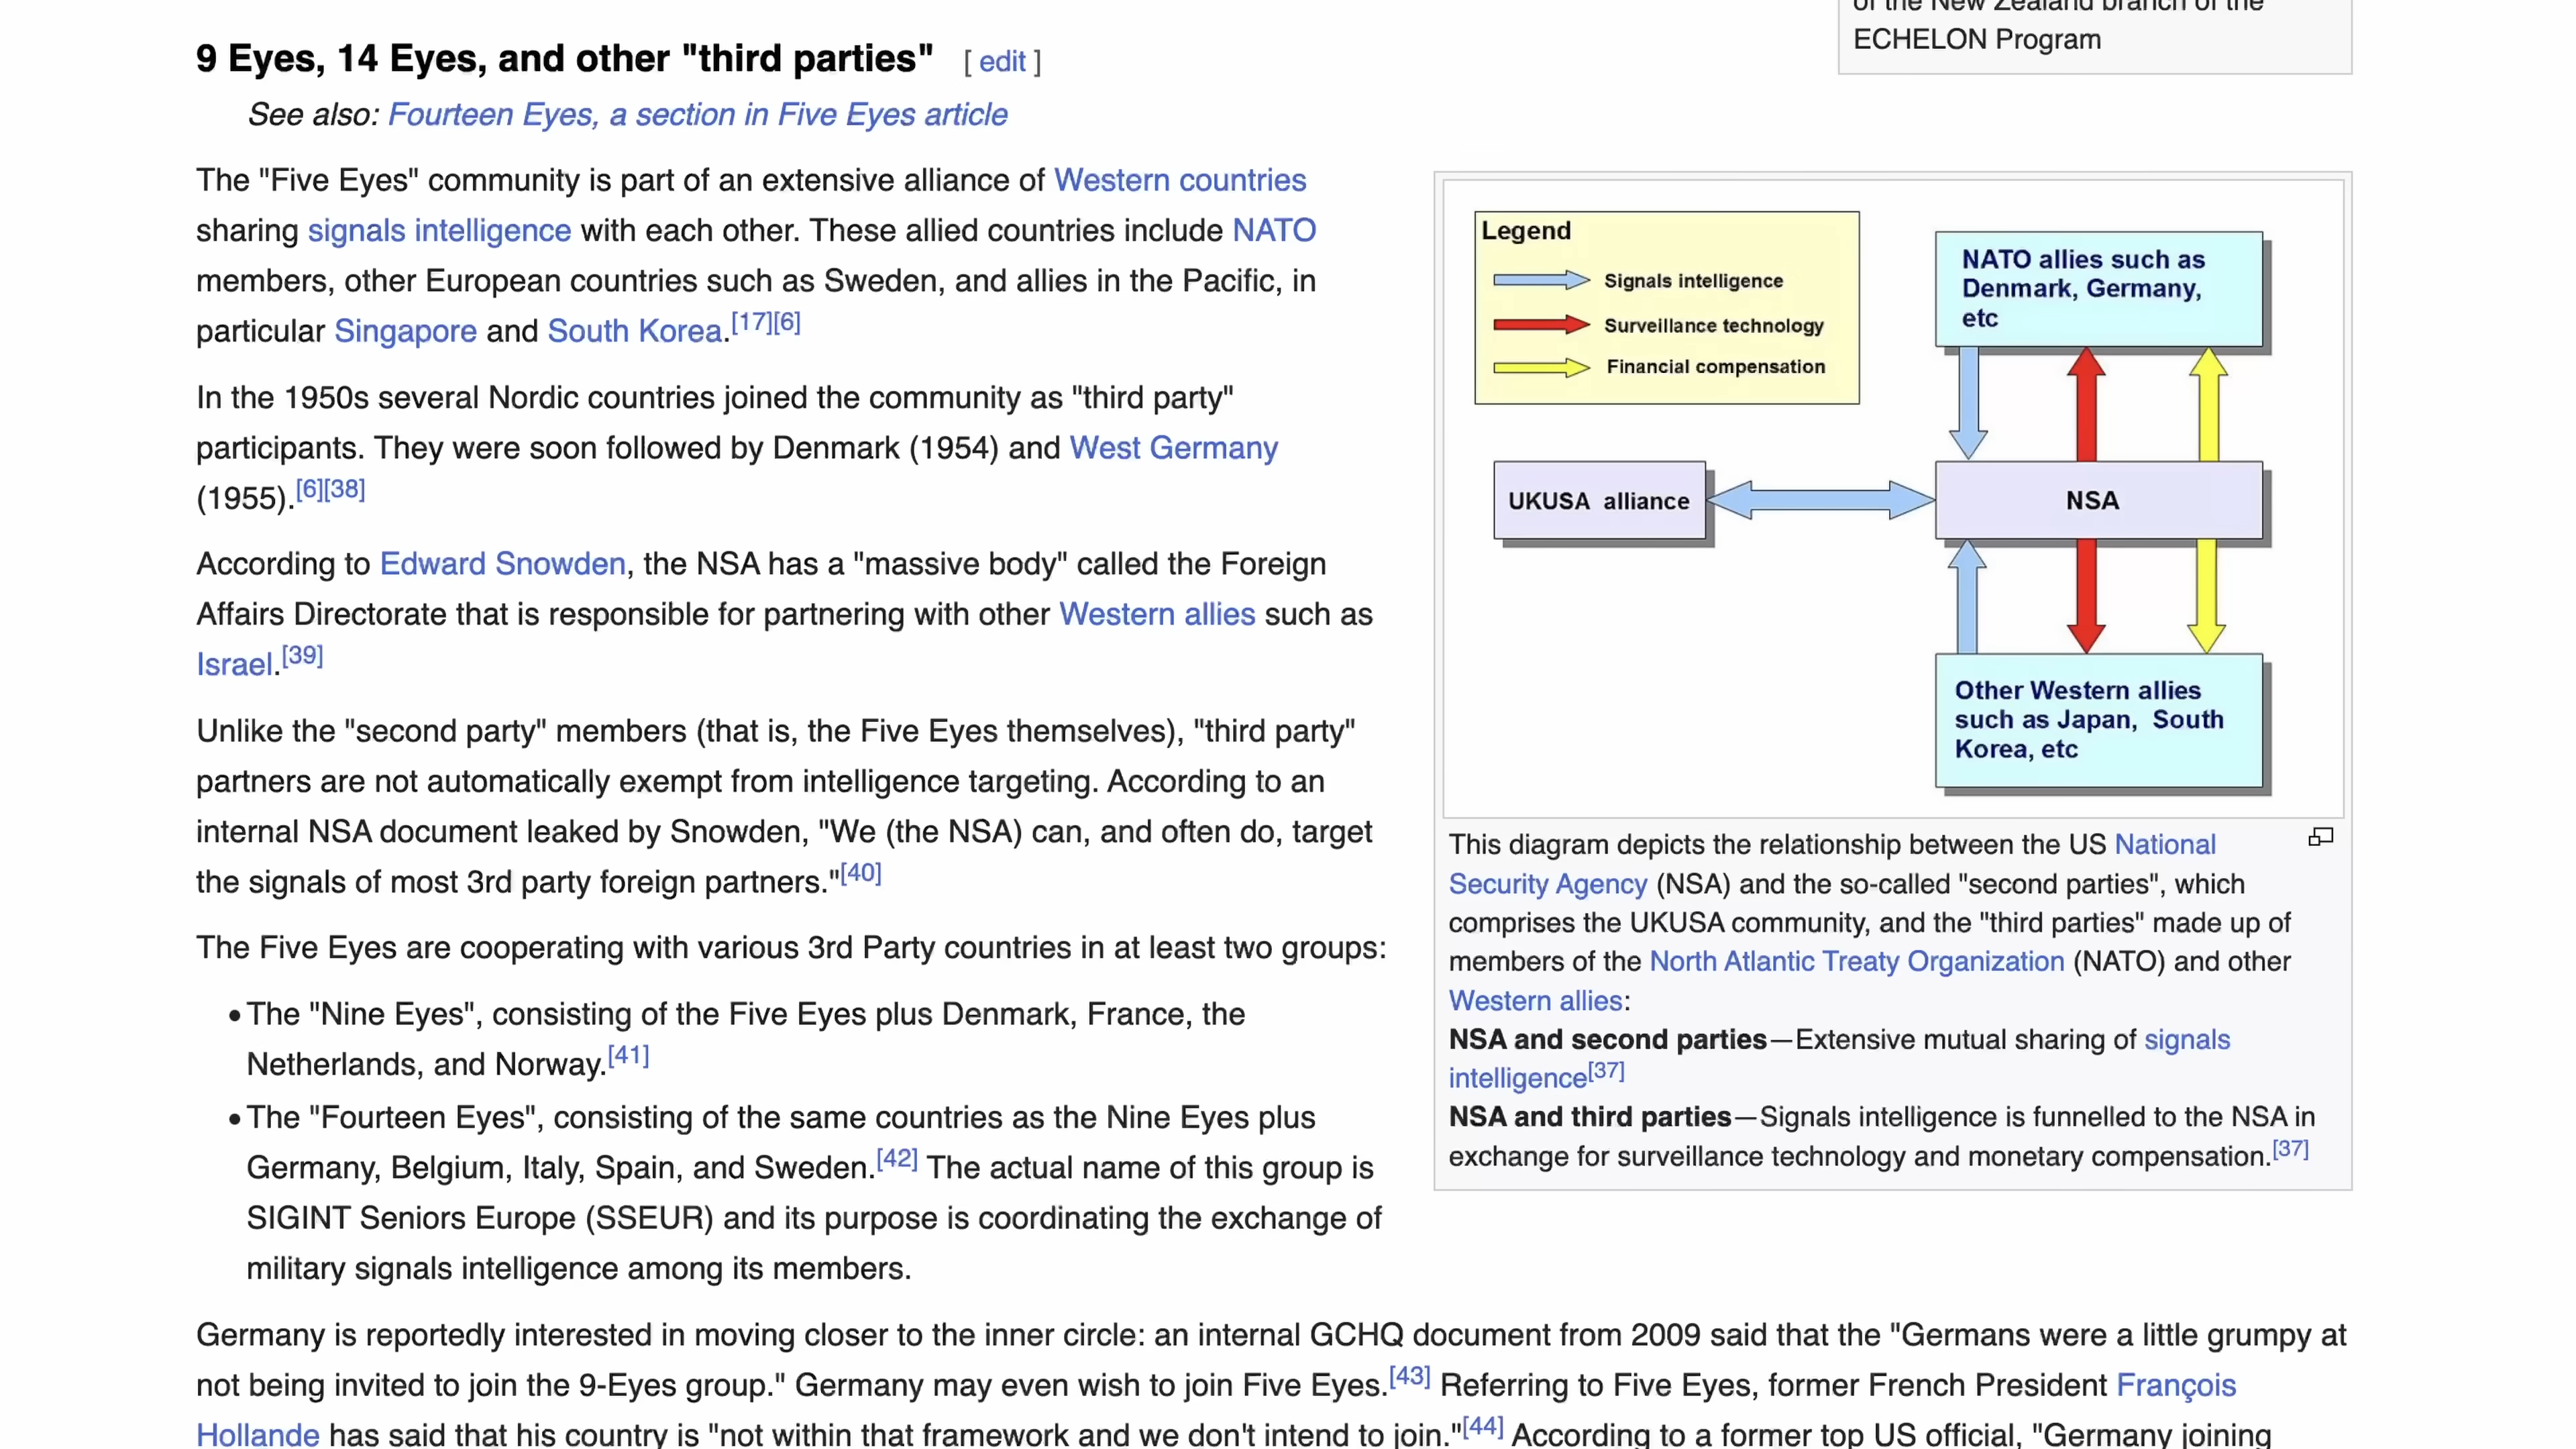 of the New Zealand branch of the
ECHELON Program
9 Eyes, 14 Eyes, and other "third parties" [ edit ]
See also: Fourteen Eyes, a section in Five Eyes article
The "Five Eyes" community is part of an extensive alliance of Western countries
sharing signals intelligence with each other. These allied countries include NATO
members, other European countries such as Sweden, and allies in the Pacific, in
particular Singapore and South Korea.[17][6]
In the 1950s several Nordic countries joined the community as "third party"
participants. They were soon followed by Denmark (1954) and West Germany
(1955).[6][38]
According to Edward Snowden, the NSA has a "massive body" called the Foreign
Affairs Directorate that is responsible for partnering with other Western allies such as
Israel.[39]
Unlike the "second party" members (that is, the Five Eyes themselves), "third party"
partners are not automatically exempt from intelligence targeting. According to an
internal NSA document leaked by Snowden, "We (the NSA) can, and often do, target
the signals of most 3rd party foreign partners."[40]
The Five Eyes are cooperating with various 3rd Party countries in at least two groups:
• The "Nine Eyes", consisting of the Five Eyes plus Denmark, France, the
Netherlands, and Norway.[41]
• The "Fourteen Eyes", consisting of the same countries as the Nine Eyes plus
Germany, Belgium, Italy, Spain, and Sweden.[42] The actual name of this group is
SIGINT Seniors Europe (SSEUR) and its purpose is coordinating the exchange of
military signals intelligence among its members.
Legend
Signals intelligence
Surveillance technology
Financial compensation
NATO allies such as
Denmark, Germany,
etc
UKUSA alliance
NSA
Other Western allies
such as Japan, South
Korea, etc
This diagram depicts the relationship between the US National
Security Agency (NSA) and the so-called "second parties", which
comprises the UKUSA community, and the "third parties" made up of
members of the North Atlantic Treaty Organization (NATO) and other
Western allies:
NSA and second parties—Extensive mutual sharing of signals
intelligence[37]
NSA and third parties—Signals intelligence is funnelled to the NSA in
exchange for surveillance technology and monetary compensation.[37]
Germany is reportedly interested in moving closer to the inner circle: an internal GCHQ document from 2009 said that the "Germans were a little grumpy at
not being invited to join the 9-Eyes group." Germany may even wish to join Five Eyes.[43] Referring to Five Eyes, former French President François
Hollande has said that his country is "not within that framework and we don't intend to join."[44] According to a former top US official, "Germany joining